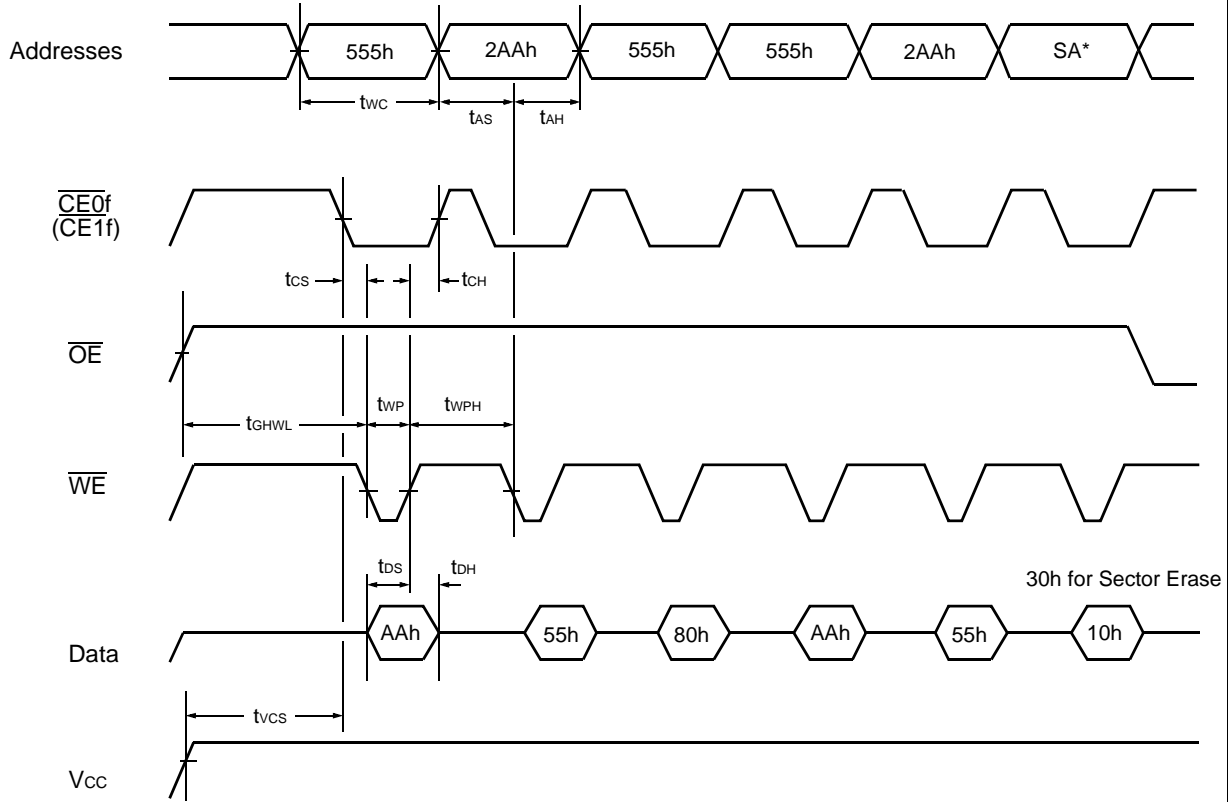 Addresses
555h
2AAh
555h
555h
2AAh
SA*
tWC
tAS
tAH
CE0f
(CE1f)
tCS
tCH
OE
tGHWL
tWP
tWPH
WE
tDS
tDH
30h for Sector Erase
Data
AAh
55h
80h
AAh
55h
10h
tVCS
VCC